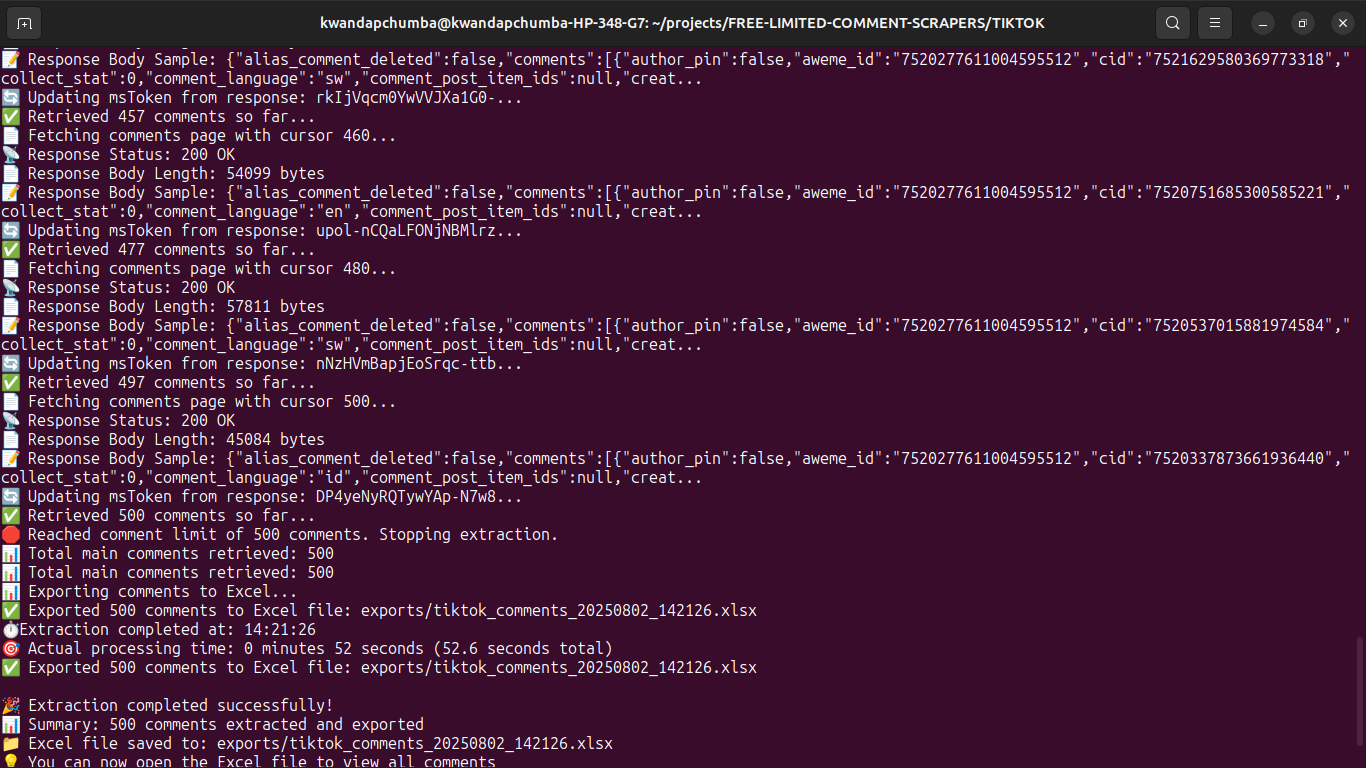 kwandapchumba@kwandapchumba-HP-348-G7: ~/projects/FREE-LIMITED-COMMENT-SCRAPERS/TIKTOK
📝 Response Body Sample: {"alias_comment_deleted":false,"comments":[{"author_pin":false,"aweme_id":"7520277611004595512","cid":"7521629580369773318","
collect_stat":0,"comment_language":"sw","comment_post_item_ids":null,"creat...
🔄 Updating msToken from response: rkIjVqcm0YwVVJXa1G0-...
✅ Retrieved 457 comments so far...
📄 Fetching comments page with cursor 460...
📡 Response Status: 200 OK
📄 Response Body Length: 54099 bytes
📝 Response Body Sample: {"alias_comment_deleted":false,"comments":[{"author_pin":false,"aweme_id":"7520277611004595512","cid":"7520751685300585221","
collect_stat":0,"comment_language":"en","comment_post_item_ids":null,"creat...
🔄 Updating msToken from response: upol-nCQaLFONjNBMlrz...
✅ Retrieved 477 comments so far...
📄 Fetching comments page with cursor 480...
📡 Response Status: 200 OK
📄 Response Body Length: 57811 bytes
📝 Response Body Sample: {"alias_comment_deleted":false,"comments":[{"author_pin":false,"aweme_id":"7520277611004595512","cid":"7520537015881974584","
collect_stat":0,"comment_language":"sw","comment_post_item_ids":null,"creat...
🔄 Updating msToken from response: nNzHVmBapjEoSrqc-ttb...
✅ Retrieved 497 comments so far...
📄 Fetching comments page with cursor 500...
📡 Response Status: 200 OK
📄 Response Body Length: 45084 bytes
📝 Response Body Sample: {"alias_comment_deleted":false,"comments":[{"author_pin":false,"aweme_id":"7520277611004595512","cid":"7520337873661936440","
collect_stat":0,"comment_language":"id","comment_post_item_ids":null,"creat...
🔄 Updating msToken from response: DP4yeNyRQTywYAp-N7w8...
✅ Retrieved 500 comments so far...
🛑 Reached comment limit of 500 comments. Stopping extraction.
📊 Total main comments retrieved: 500
📊 Total main comments retrieved: 500
📊 Exporting comments to Excel...
✅ Exported 500 comments to Excel file: exports/tiktok_comments_20250802_142126.xlsx
⏱️Extraction completed at: 14:21:26
🎯 Actual processing time: 0 minutes 52 seconds (52.6 seconds total)
✅ Exported 500 comments to Excel file: exports/tiktok_comments_20250802_142126.xlsx
🎉 Extraction completed successfully!
📊 Summary: 500 comments extracted and exported
📁 Excel file saved to: exports/tiktok_comments_20250802_142126.xlsx
💡 You can now open the Excel file to view all comments